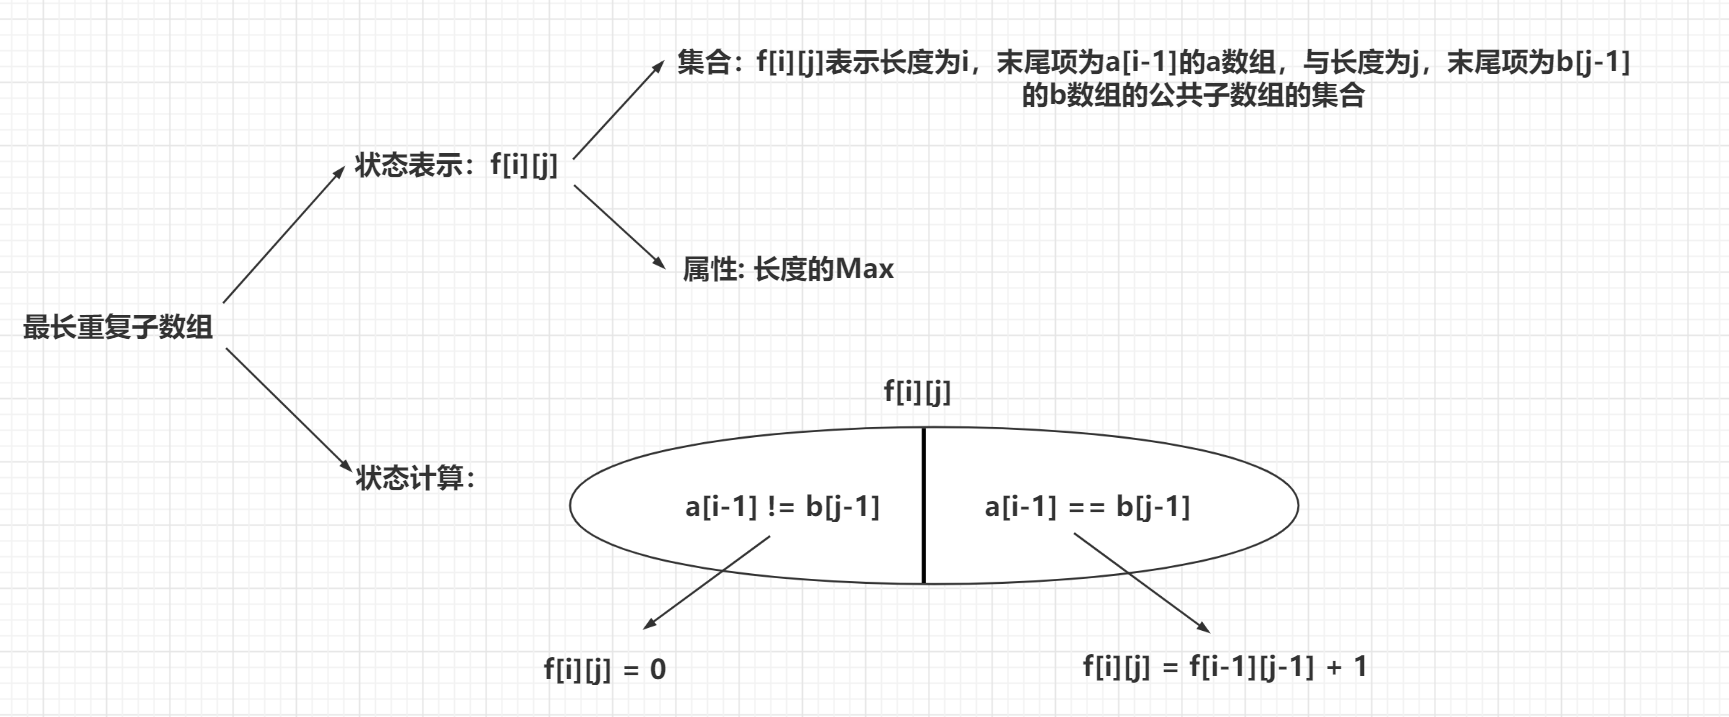 集合：f[i][j]表示长度为i，末尾项为a[i-1]的a数组，与长度为j，末尾项为b[j-1]
的b数组的公共子数组的集合
状态表示：f[i][j]
属性: 长度的Max
最长重复子数组
f[i][j]
状态计算：
a[i-1] != b[j-1]
a[i-1] == b[j-1]
f[i][j] = 0
f[i][j] = f[i-1][j-1] + 1